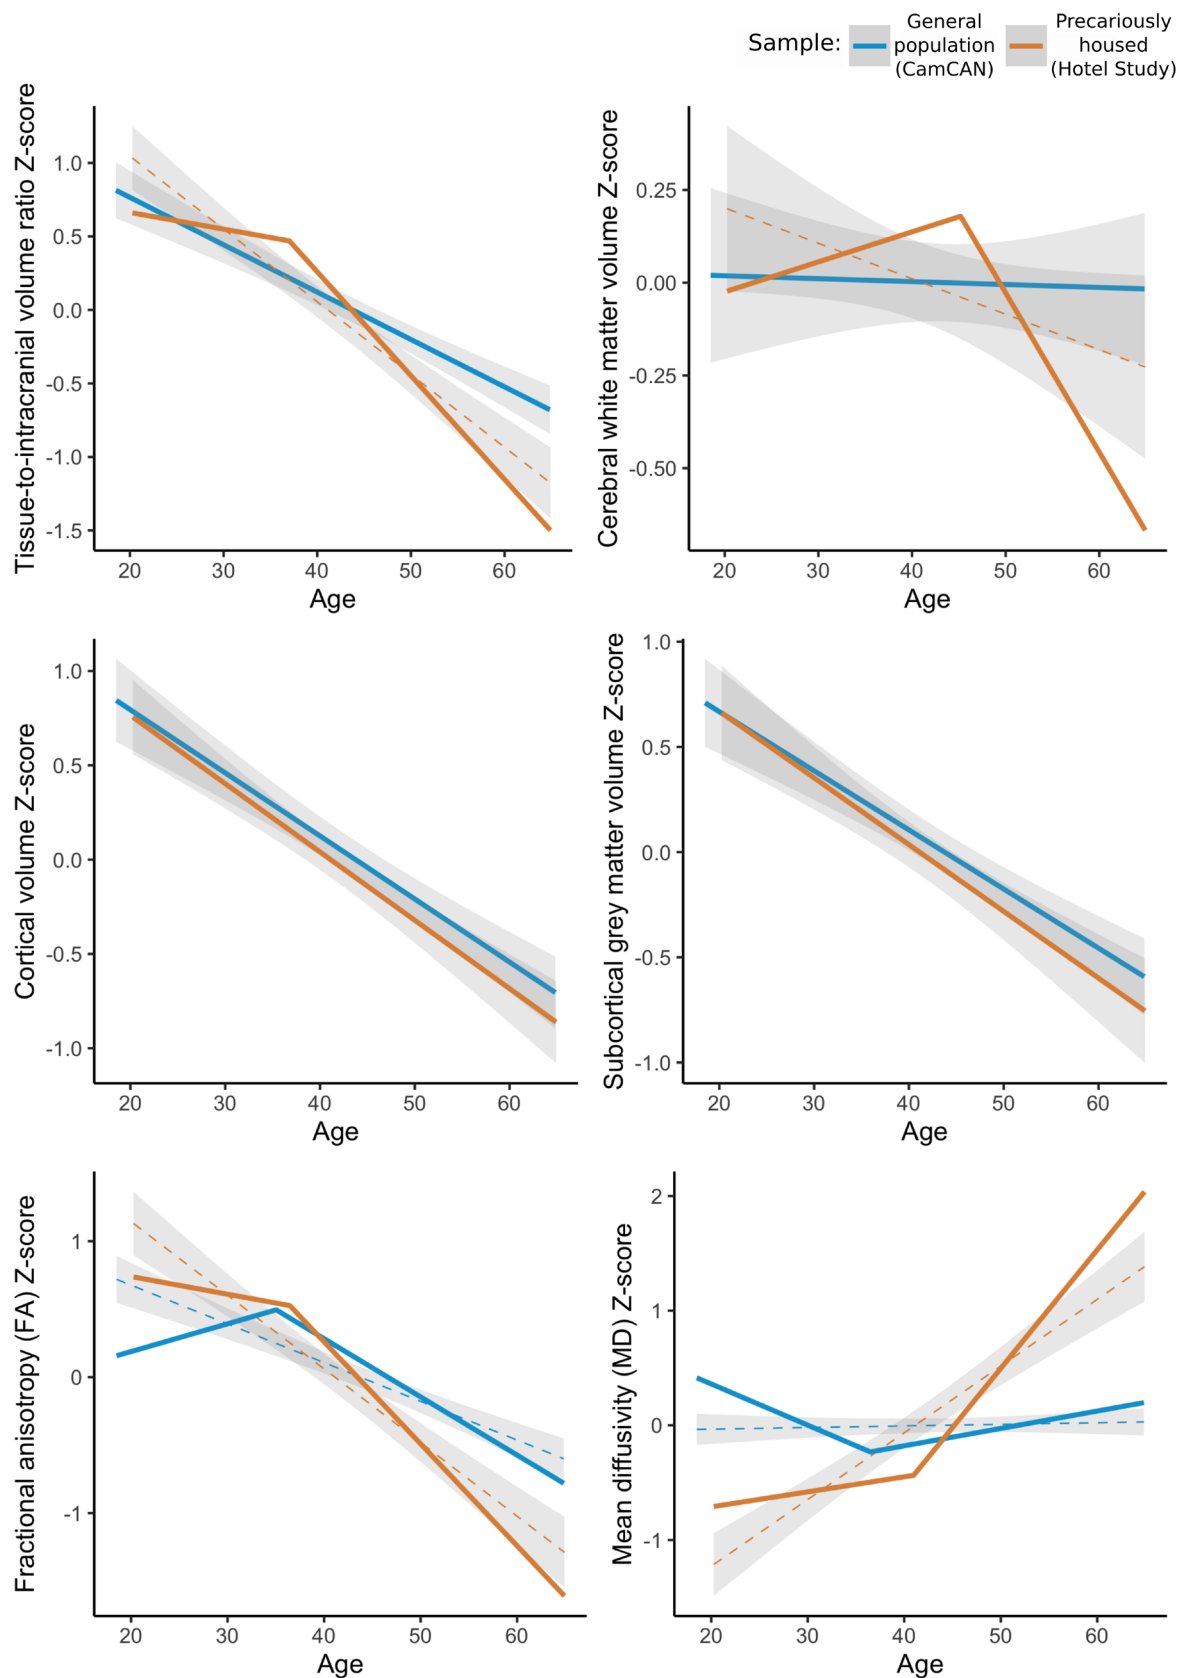 Sample:
General
population
(CamCAN)
Precariously
housed
(Hotel Study)
Tissue-to-intracranial volume ratio Z-score
1.0
0.5
0.0
-0.5
-1.0
-1.5
20 30 40 50 60
Age
Cerebral white matter volume Z-score
0.25
0.00
-0.25
-0.50
20 30 40 50 60
Age
Cortical volume Z-score
1.0
0.5
0.0
-0.5
-1.0
20 30 40 50 60
Age
Subcortical grey matter volume Z-score
1.0
0.5
0.0
-0.5
-1.0
20 30 40 50 60
Age
Fractional anisotropy (FA) Z-score
1
0
-1
20 30 40 50 60
Age
Mean diffusivity (MD) Z-score
2
1
0
-1
20 30 40 50 60
Age